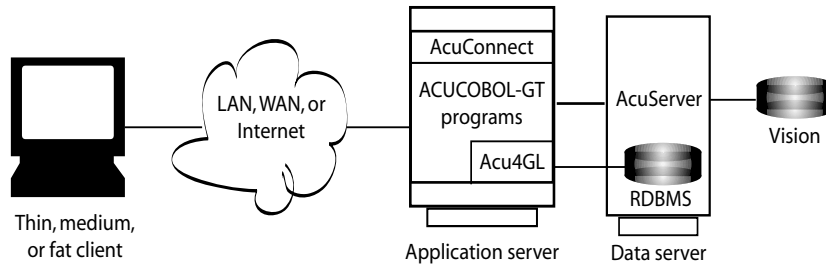 Thin, medium,
or fat client
LAN, WAN, or
Internet
AcuConnect
ACUCOBOL-GT
programs
Acu4GL
Application server
AcuServer
RDBMS
Data server
Vision